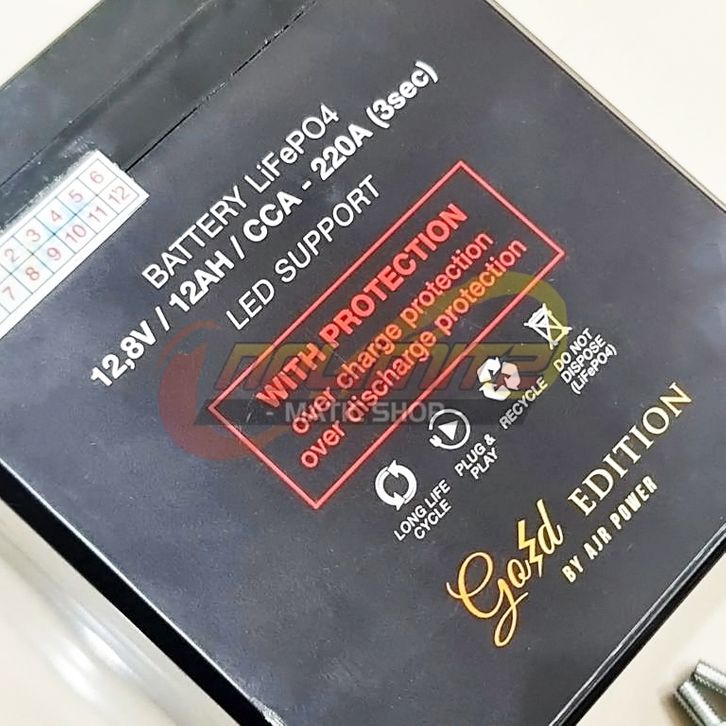 BATTERY LiFePO4
12,8V / 12AH / CCA - 220A (3sec)
LED SUPPORT
WITH PROTECTION
over charge protection
over discharge protection
LONG LIFE
CYCLE
PLUG &
PLAY
RECYCLE
DO NOT
DISPOSE
(LiFePO4)
Gold EDITION
BY AJR POWER
2 3 4 5 6
7 8 9 10 11 12
NOLIMITZ
- MATIC SHOP -